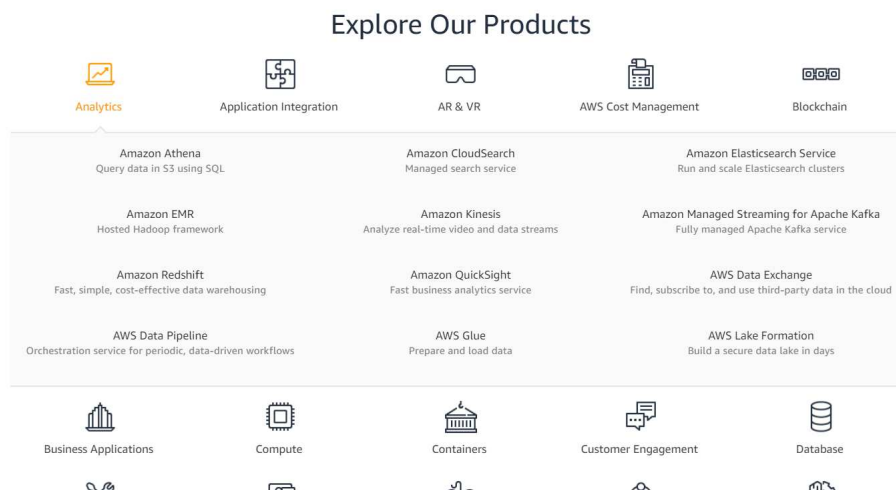 Explore Our Products
Analytics
Application Integration
AR & VR
AWS Cost Management
Blockchain
Amazon Athena
Query data in S3 using SQL
Amazon CloudSearch
Managed search service
Amazon Elasticsearch Service
Run and scale Elasticsearch clusters
Amazon EMR
Hosted Hadoop framework
Amazon Kinesis
Analyze real-time video and data streams
Amazon Managed Streaming for Apache Kafka
Fully managed Apache Kafka service
Amazon Redshift
Fast, simple, cost-effective data warehousing
Amazon QuickSight
Fast business analytics service
AWS Data Exchange
Find, subscribe to, and use third-party data in the cloud
AWS Data Pipeline
Orchestration service for periodic, data-driven workflows
AWS Glue
Prepare and load data
AWS Lake Formation
Build a secure data lake in days
Business Applications
Compute
Containers
Customer Engagement
Database